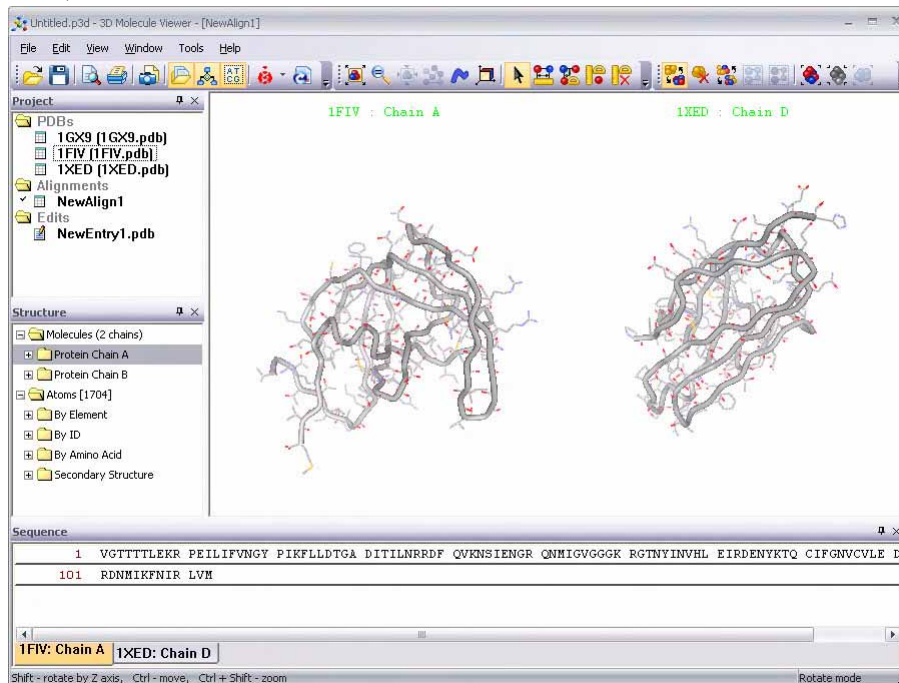 Untitled.p3d - 3D Molecule Viewer - [NewAlign1]
File Edit View Window Tools Help
Project
PDBs
1GX9 (1GX9.pdb)
1FIV (1FIV.pdb)
1XED (1XED.pdb)
Alignments
NewAlign1
Edits
NewEntry1.pdb
Structure
Molecules (2 chains)
Protein Chain A
Protein Chain B
Atoms [1704]
By Element
By ID
By Amino Acid
Secondary Structure
AT
CG
1FIV : Chain A
1XED : Chain D
Sequence
1 VGTTTTLEKR PEILIFVNGY PIKFLLDTGA DITILNRRDF QVKNSIENGR QNMIGVGGGK RGTNYINVHL EIRDENYKTQ CIFGNVCVLE D
101 RDNMIKFNIR LVM
1FIV: Chain A 1XED: Chain D
Shift - rotate by Z axis, Ctrl - move, Ctrl + Shift - zoom Rotate mode